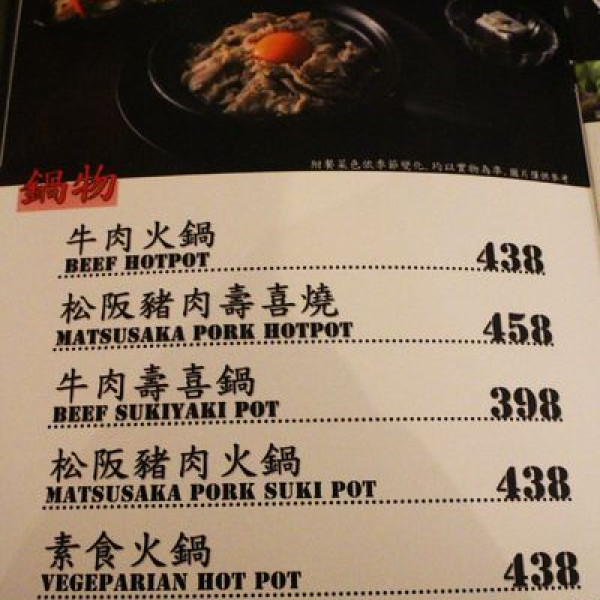 附餐菜色依季節變化，均以實物為準，圖片僅供參考
鍋物
牛肉火鍋
BEEF HOTPOT 438
松阪豬肉壽喜燒
MATSUSAKA PORK HOTPOT 458
牛肉壽喜鍋
BEEF SUKIYAKI POT 398
松阪豬肉火鍋
MATSUSAKA PORK SUKI POT 438
素食火鍋
VEGEPARIAN HOT POT 438